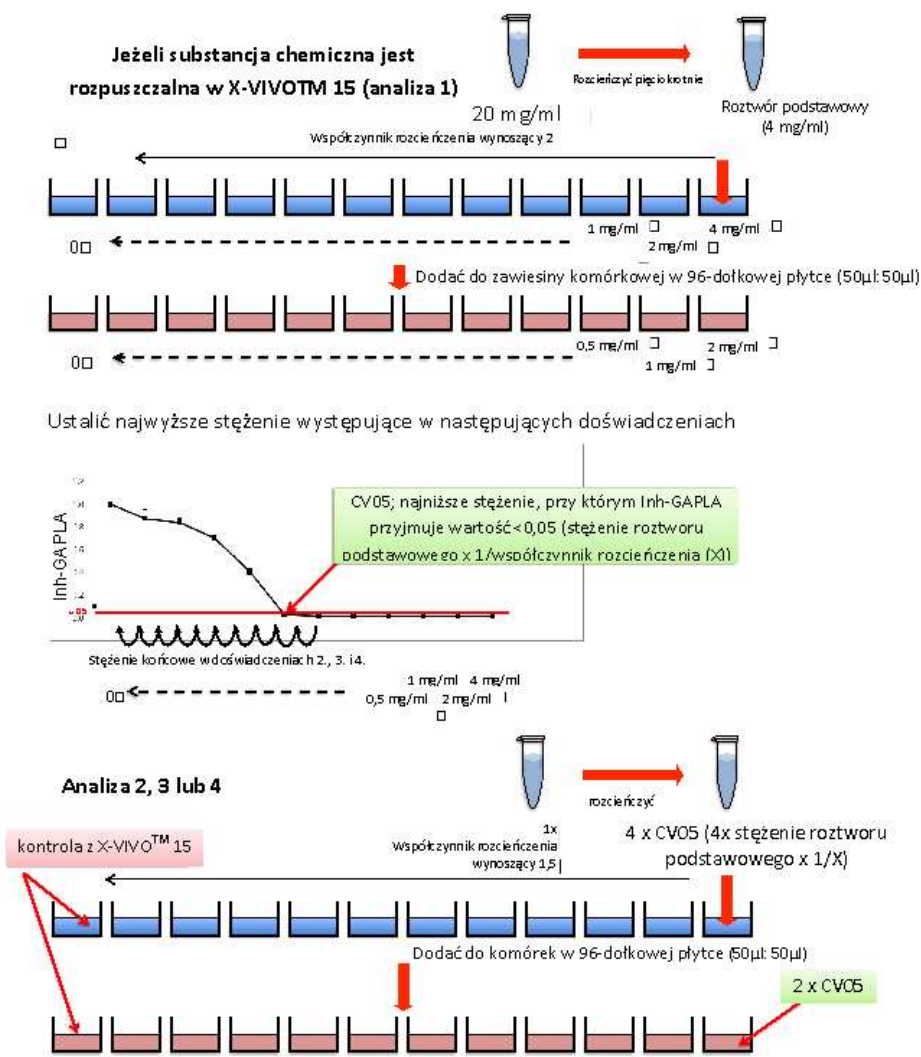 Jeżeli substancja chemiczna jest
rozpuszczalna w X-VIVOTM 15 (analiza 1)
20 mg/ml
Rozcieńczyć pięciokrotnie
Roztwór podstawowy
(4 mg/ml)
Współczynnik rozcieńczenia wynoszący 2
0
1 mg/ml
2 mg/ml
4 mg/ml
Dodać do zawiesiny komórkowej w 96-dołkowej płytce (50µl:50µl)
0
0,5 mg/ml
1 mg/ml
2 mg/ml
Ustalić najwyższe stężenie występujące w następujących doświadczeniach
Inh-GAPLA
CV05; najniższe stężenie, przy którym Inh-GAPLA
przyjmuje wartość<0,05 (stężenie roztworu
podstawowego x 1/współczynnik rozcieńczenia (X))
Stężenie końcowe w doświadczeniach 2., 3. i 4.
0
1 mg/ml 4 mg/ml
0,5 mg/ml 2 mg/ml
Analiza 2, 3 lub 4
rozcieńczyć
kontrola z X-VIVO™ 15
1x
Współczynnik rozcieńczenia
wynoszący 1,5
4 x CV05 (4x stężenie roztworu
podstawowego x 1/X)
Dodać do komórek w 96-dołkowej płytce (50µl: 50µl)
2 x CV05